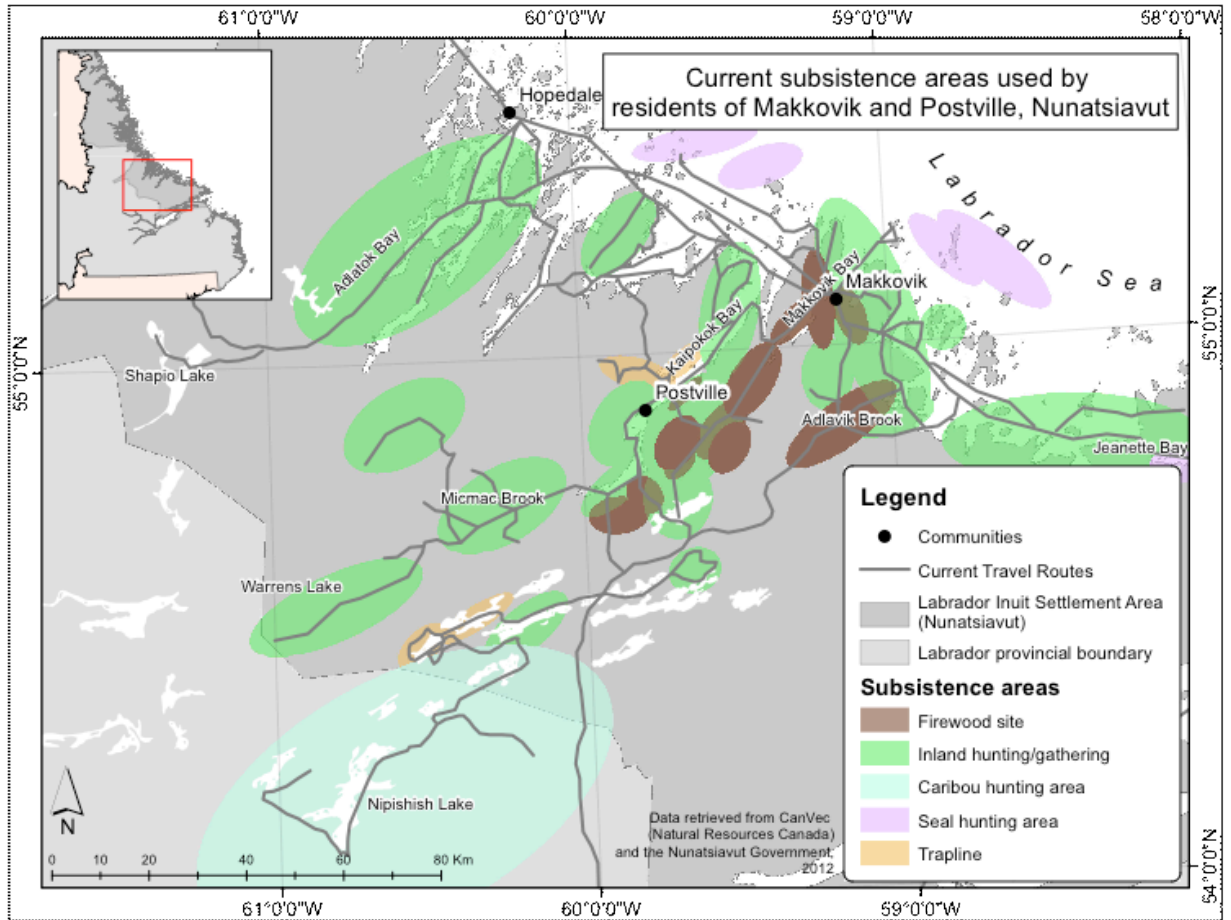 61°0'0"W
60°0'0"W
59°0'0"W
58°0'0"W
Current subsistence areas used by
residents of Makkovik and Postville, Nunatsiavut
Hopedale
Labrador Sea
Adlatok Bay
Makkovik Bay
Makkovik
Kaipokok Bay
55°0'0"N
55°0'0"N
Shapio Lake
Postville
Adlavik Brook
Jeanette Bay
Micmac Brook
Warrens Lake
Nipishish Lake
Legend
Communities
Current Travel Routes
Labrador Inuit Settlement Area
(Nunatsiavut)
Labrador provincial boundary
Subsistence areas
Firewood site
Inland hunting/gathering
Caribou hunting area
Seal hunting area
Trapline
N
0 10 20 40 60 80 Km
Data retrieved from CanVec
(Natural Resources Canada)
and the Nunatsiavut Government,
2012
54°0'0"N
61°0'0"W
60°0'0"W
59°0'0"W